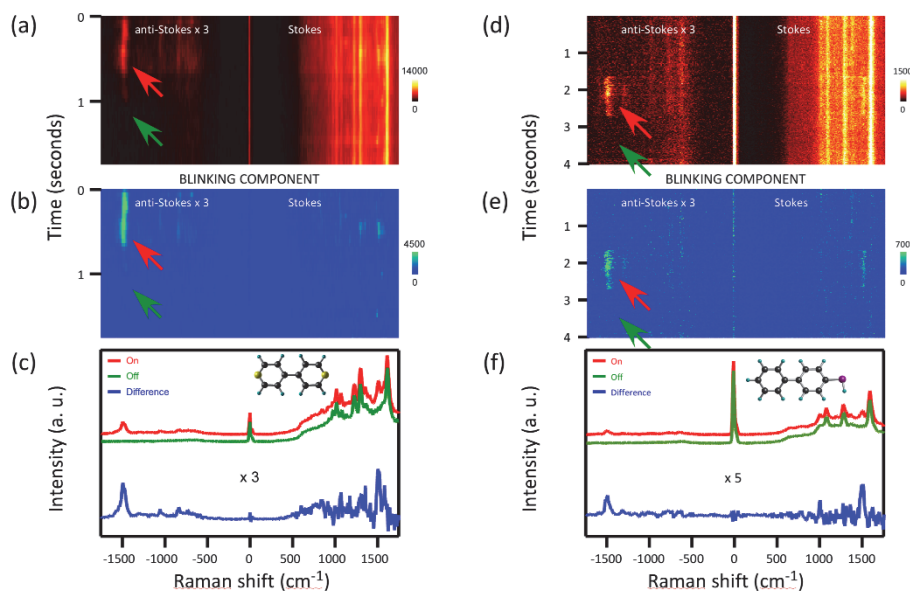 (a)
anti-Stokes x 3
Stokes
0
1
14000
0
Time (seconds)
BLINKING COMPONENT
(b)
anti-Stokes x 3
Stokes
0
1
4500
0
(c)
On
Off
Difference
x 3
Intensity (a. u.)
-1500
-1000
-500
0
500
1000
1500
Raman shift (cm⁻¹)
(d)
anti-Stokes x 3
Stokes
1
2
3
4
1500
0
Time (seconds)
BLINKING COMPONENT
(e)
anti-Stokes x 3
Stokes
1
2
3
4
700
0
(f)
On
Off
Difference
x 5
Intensity (a. u.)
-1500
-1000
-500
0
500
1000
1500
Raman shift (cm⁻¹)